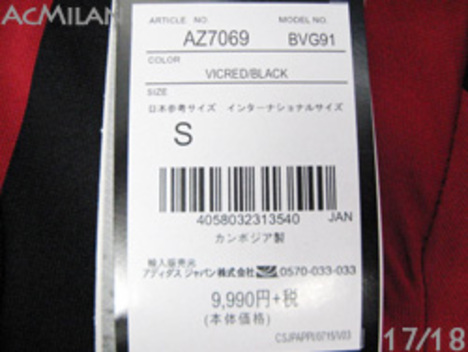 ACMILAN
ARTICLE NO. MODEL NO.
AZ7069 BVG91
COLOR
VICRED/BLACK
SIZE
日本参考サイズ インターナショナルサイズ
S
4058032313540 JAN
カンボジア製
輸入販売元
アディダス ジャパン株式会社 0570-033-033
9,990円+税
(本体価格)
CSJPAPP/0715/V03
17/18